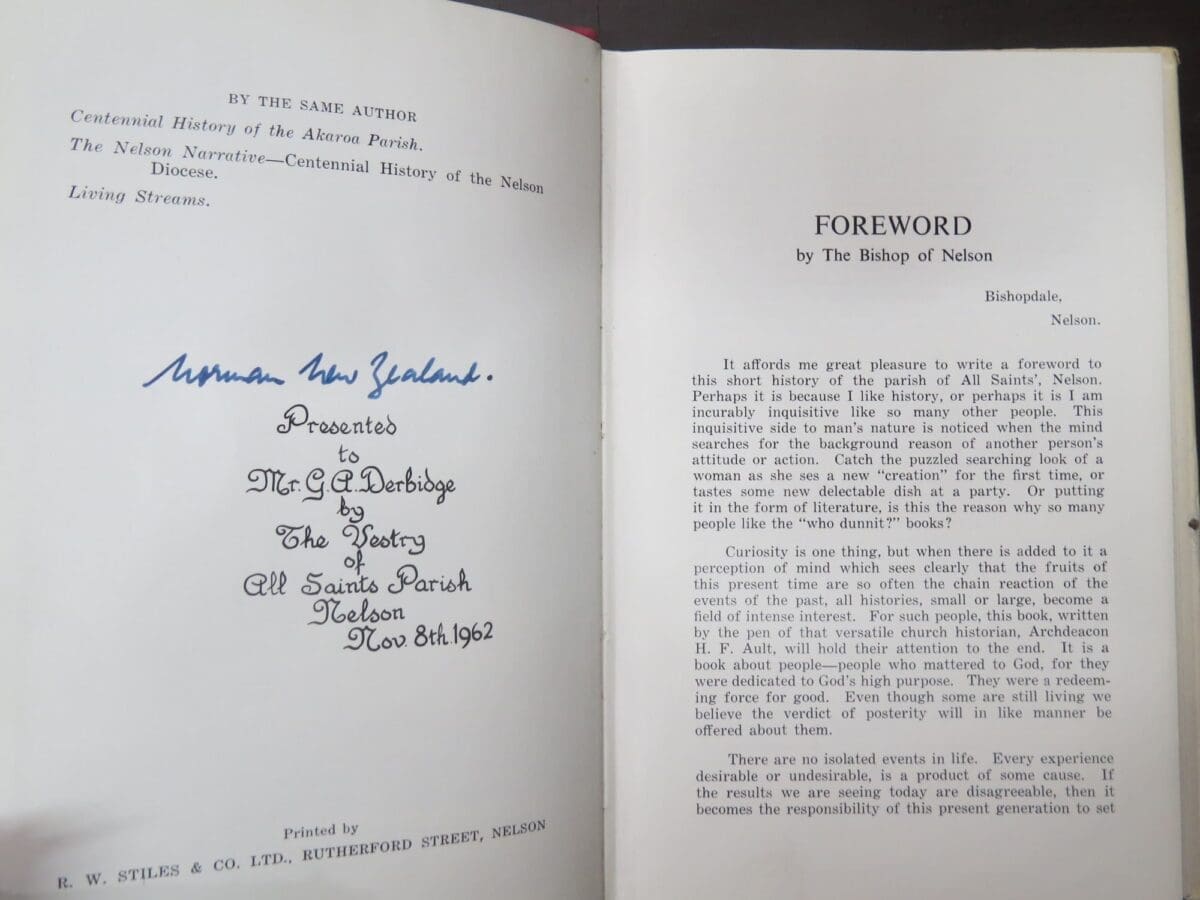 BY THE SAME AUTHOR
Centennial History of the Akaroa Parish.
The Nelson Narrative—Centennial History of the Nelson
Diocese.
Living Streams.
Norman New Zealand.
Presented
to
Mr. G. A. Derbidge
by
The Vestry
of
All Saints Parish
Nelson
Nov. 8th. 1962
Printed by
R. W. STILES & CO. LTD., RUTHERFORD STREET, NELSON
FOREWORD
by The Bishop of Nelson
Bishopdale,
Nelson.
It affords me great pleasure to write a foreword to
this short history of the parish of All Saints', Nelson.
Perhaps it is because I like history, or perhaps it is I am
incurably inquisitive like so many other people. This
inquisitive side to man's nature is noticed when the mind
searches for the background reason of another person's
attitude or action. Catch the puzzled searching look of a
woman as she ses a new “creation” for the first time, or
tastes some new delectable dish at a party. Or putting
it in the form of literature, is this the reason why so many
people like the “who dunnit?” books?
Curiosity is one thing, but when there is added to it a
perception of mind which sees clearly that the fruits of
this present time are so often the chain reaction of the
events of the past, all histories, small or large, become a
field of intense interest. For such people, this book, written
by the pen of that versatile church historian, Archdeacon
H. F. Ault, will hold their attention to the end. It is a
book about people—people who mattered to God, for they
were dedicated to God's high purpose. They were a redeem-
ing force for good. Even though some are still living we
believe the verdict of posterity will in like manner be
offered about them.
There are no isolated events in life. Every experience
desirable or undesirable, is a product of some cause. If
the results we are seeing today are disagreeable, then it
becomes the responsibility of this present generation to set